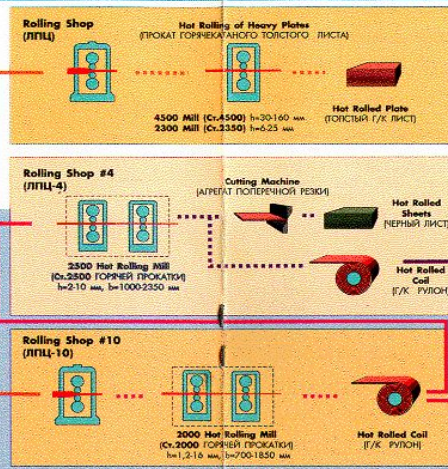 Rolling Shop
(ЛПЦ)
Hot Rolling of Heavy Plates
(ПРОКАТ ГОРЯЧЕКАТАНОГО ТОЛСТОГО ЛИСТА)
4500 Mill (Ст.4500) h=30-160 мм
2300 Mill (Ст.2350) h=6-25 мм
Hot Rolled Plate
(ТОЛСТЫЙ Г/К ЛИСТ)
Rolling Shop #4
(ЛПЦ-4)
Cutting Machine
(АГРЕГАТ ПОПЕРЕЧНОЙ РЕЗКИ)
Hot Rolled
Sheets
(ЧЕРНЫЙ ЛИСТ)
2500 Hot Rolling Mill
(Ст.2500 ГОРЯЧЕЙ ПРОКАТКИ)
h=2-10 мм, b=1000-2350 мм
Hot Rolled
Coil
(Г/К РУЛОН)
Rolling Shop #10
(ЛПЦ-10)
2000 Hot Rolling Mill
(Ст.2000 ГОРЯЧЕЙ ПРОКАТКИ)
h=1,2-16 мм, b=700-1850 мм
Hot Rolled Coil
(Г/К РУЛОН)